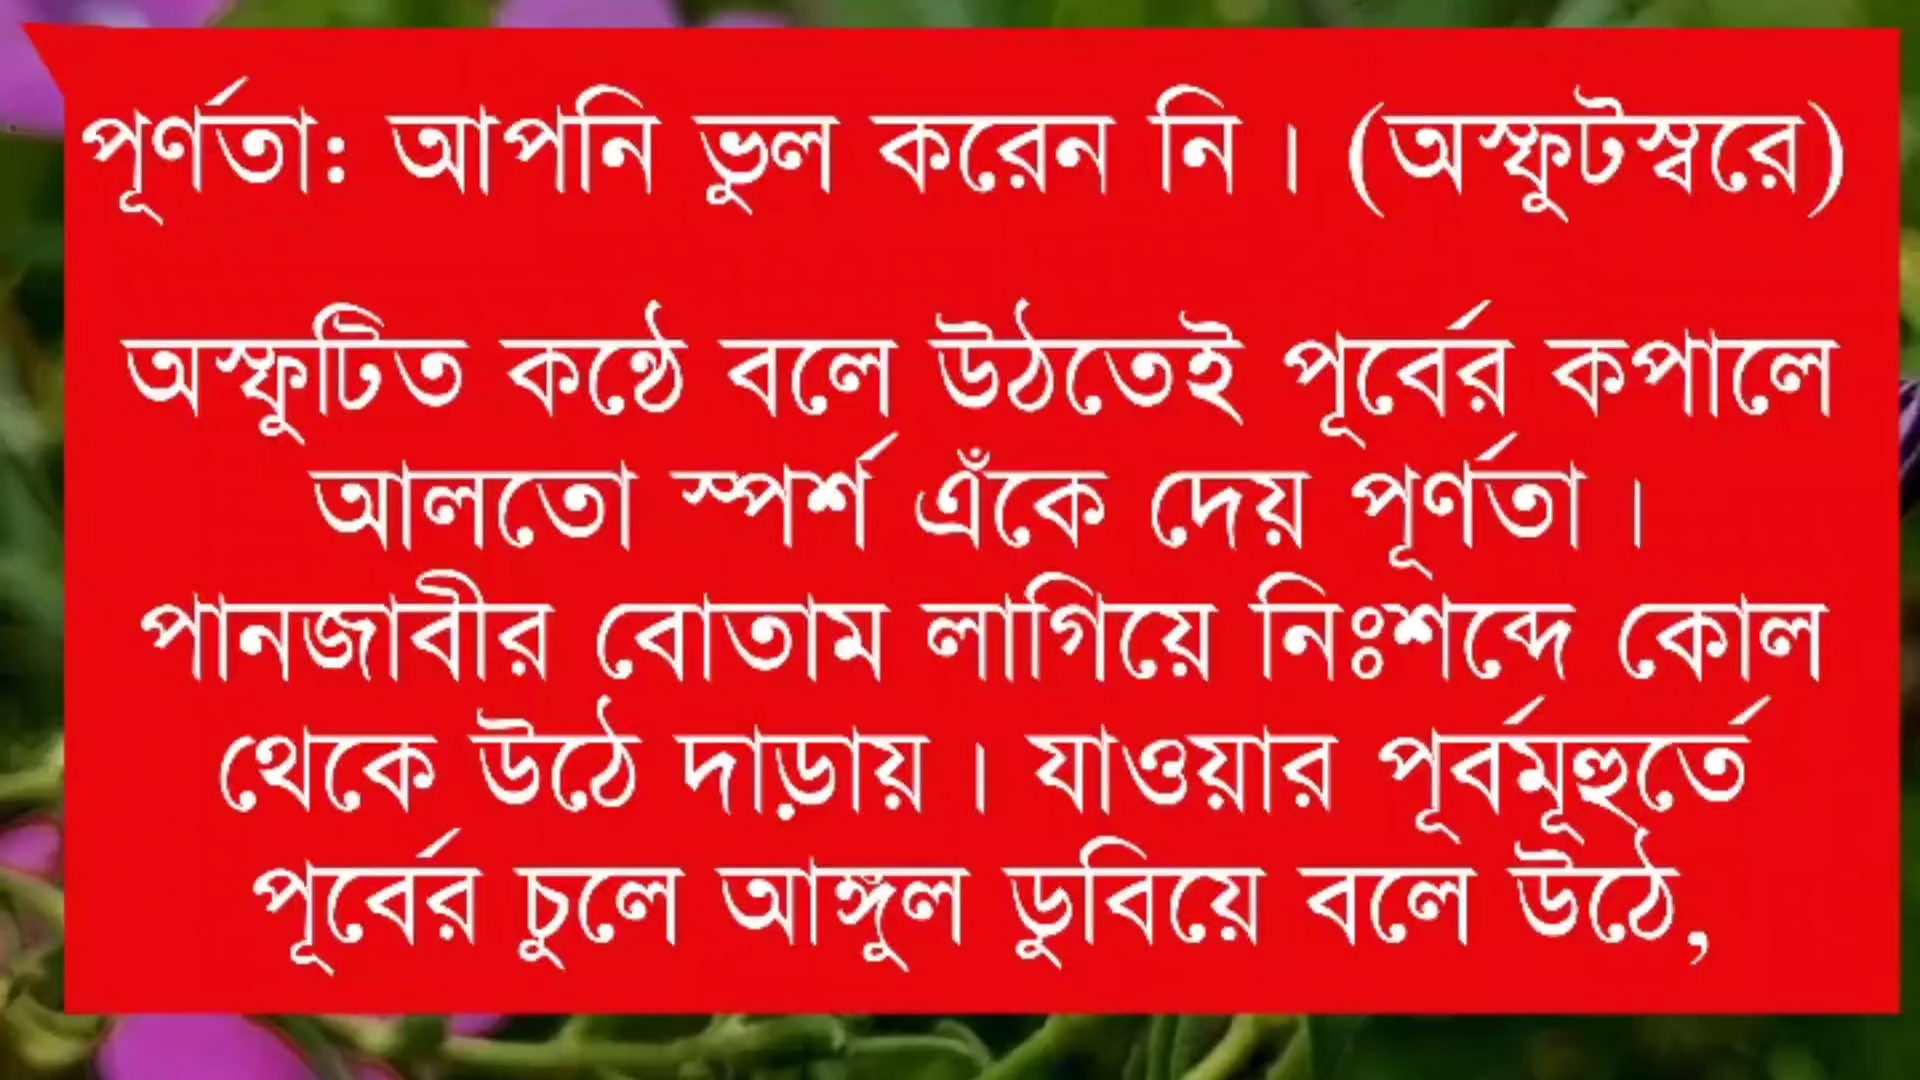 পূর্ণতা: আপনি ভুল করেন নি। (অস্ফুটস্বরে)
অস্ফুটিত কন্ঠে বলে উঠতেই পূর্বের কপালে
আলতো স্পর্শ এঁকে দেয় পূর্ণতা।
পানজাবীর বোতাম লাগিয়ে নিঃশব্দে কোল
থেকে উঠে দাড়ায়। যাওয়ার পূর্বমূহুর্তে
পূর্বের চুলে আঙ্গুল ডুবিয়ে বলে উঠে,